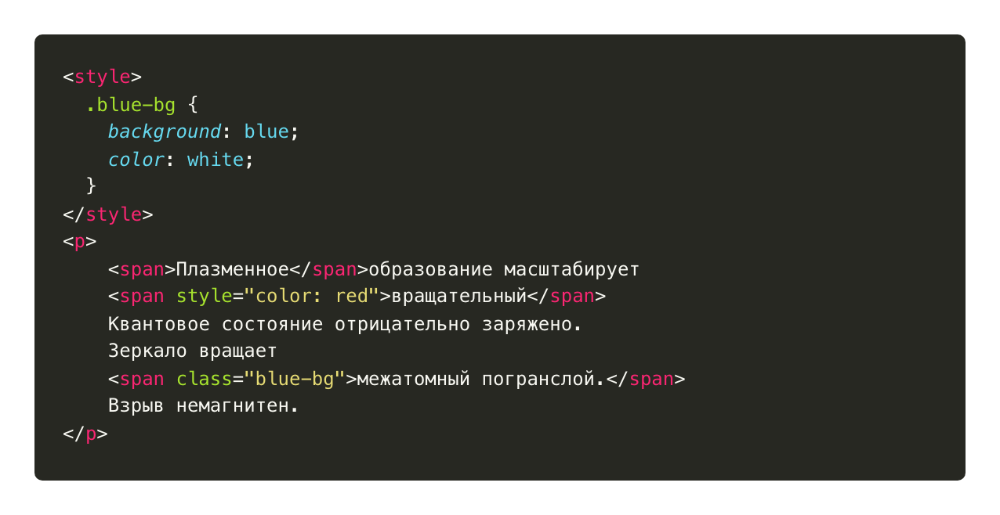 <style>
  .blue-bg {
    background: blue;
    color: white;
  }
</style>
<p>
    <span>Плазменное</span>образование масштабирует
    <span style="color: red">вращательный</span>
    Квантовое состояние отрицательно заряжено.
    Зеркало вращает
    <span class="blue-bg">межатомный погранслой.</span>
    Взрыв немагнитен.
</p>